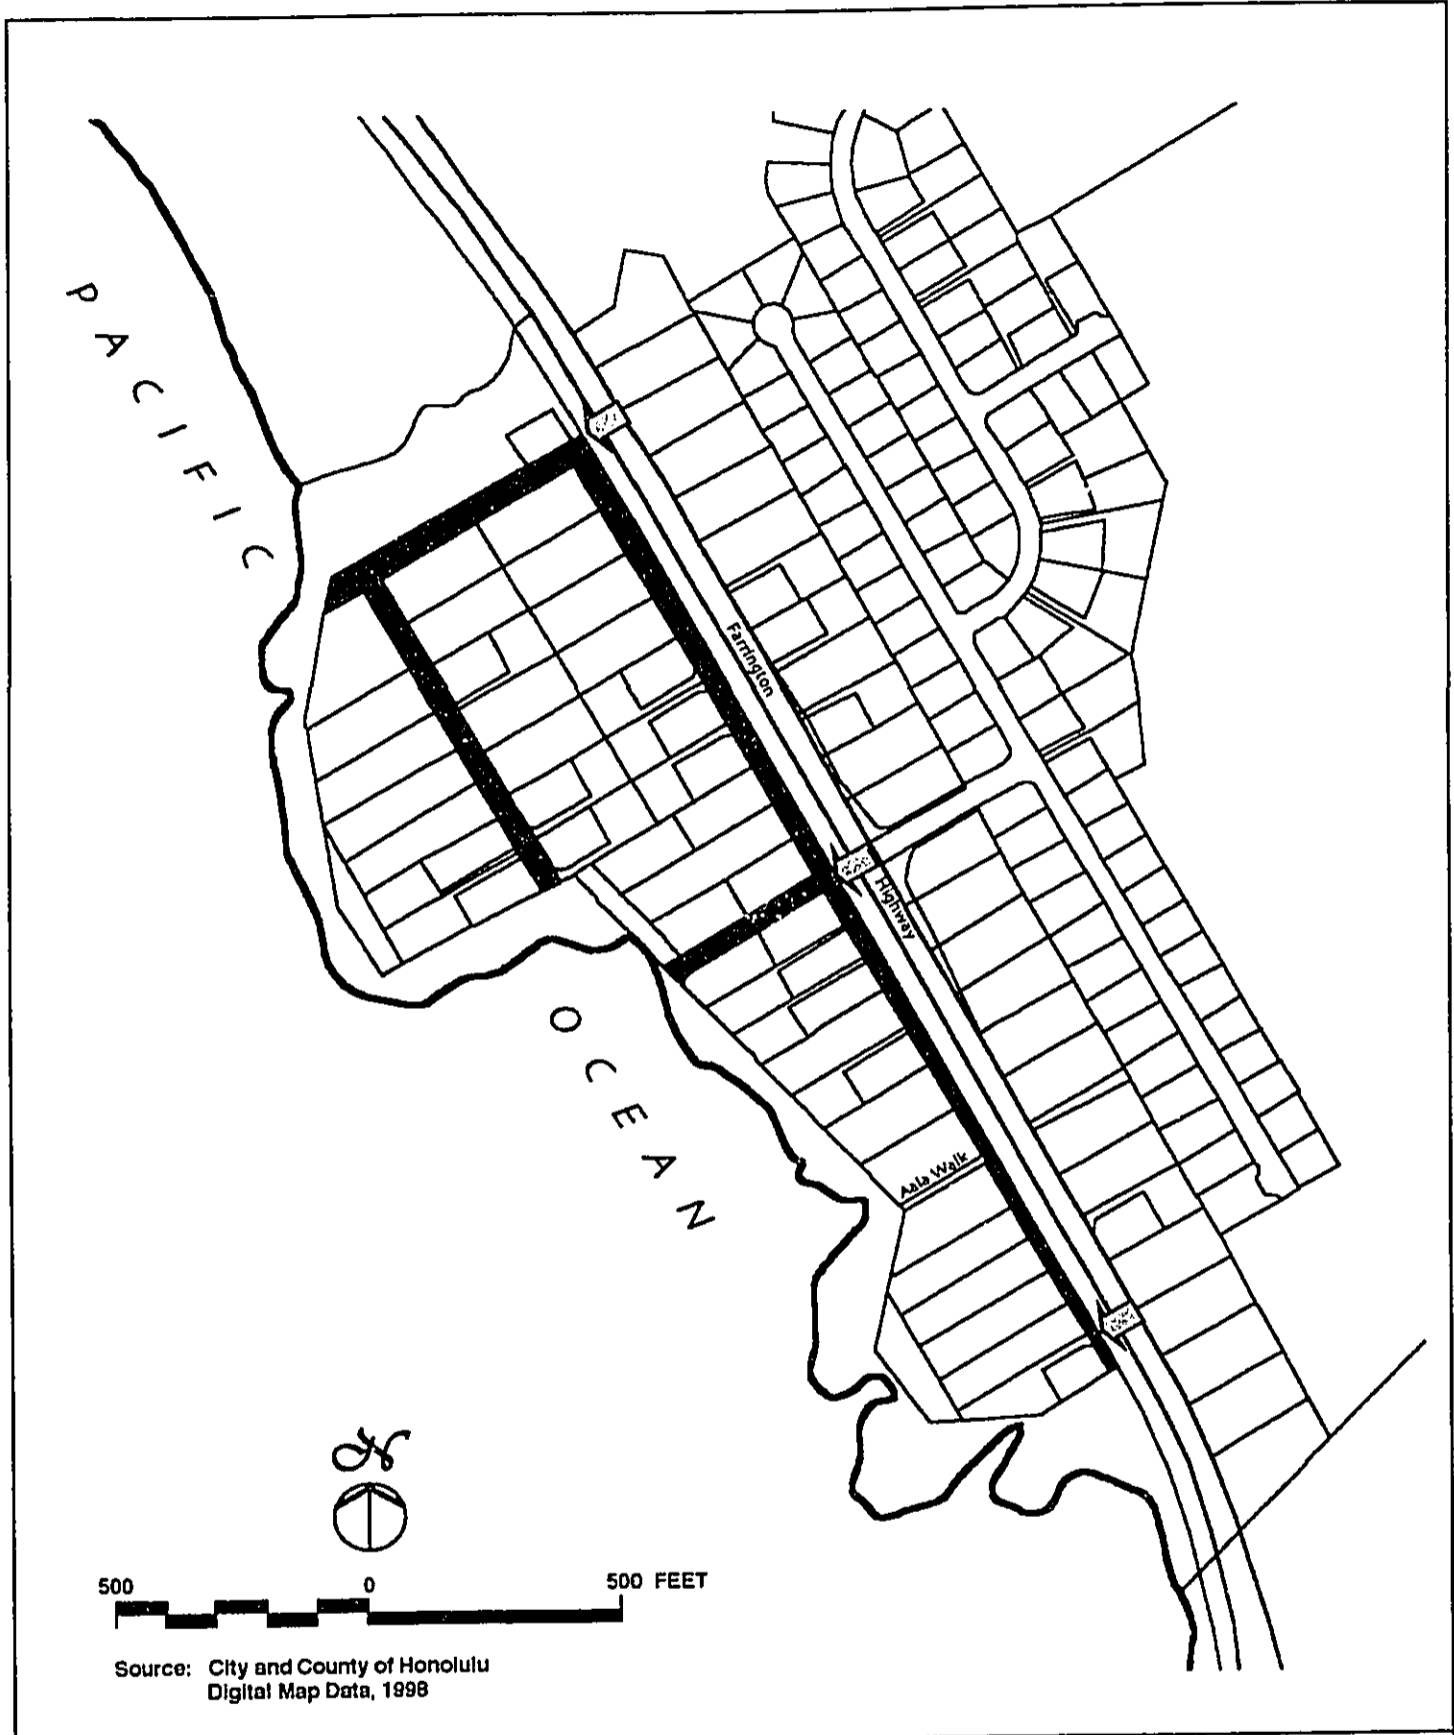 PACIFIC
Farrington
Highway
OCEAN
Aala Walk
N
500 0 500 FEET
Source: City and County of Honolulu
Digital Map Data, 1998